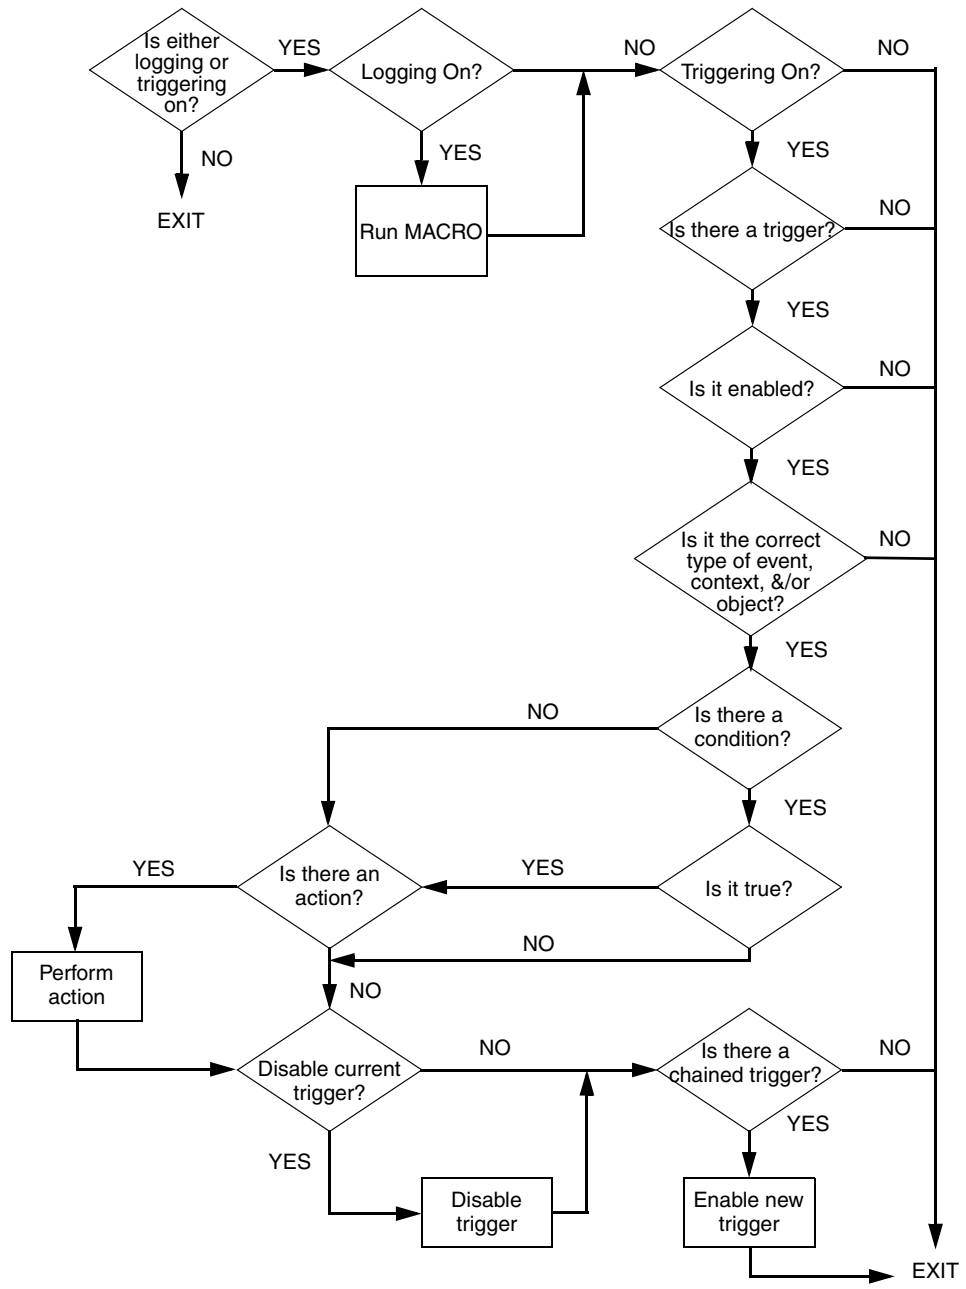 Is either
logging or
triggering
on?
YES
Logging On?
NO
Triggering On?
NO
NO
EXIT
YES
Run MACRO
YES
Is there a trigger?
NO
YES
Is it enabled?
NO
YES
Is it the correct
type of event,
context, &/or
object?
NO
YES
Is there a
condition?
NO
YES
Is it true?
YES
Is there an
action?
YES
NO
Perform
action
NO
Disable current
trigger?
NO
Is there a
chained trigger?
NO
YES
YES
Disable
trigger
Enable new
trigger
EXIT